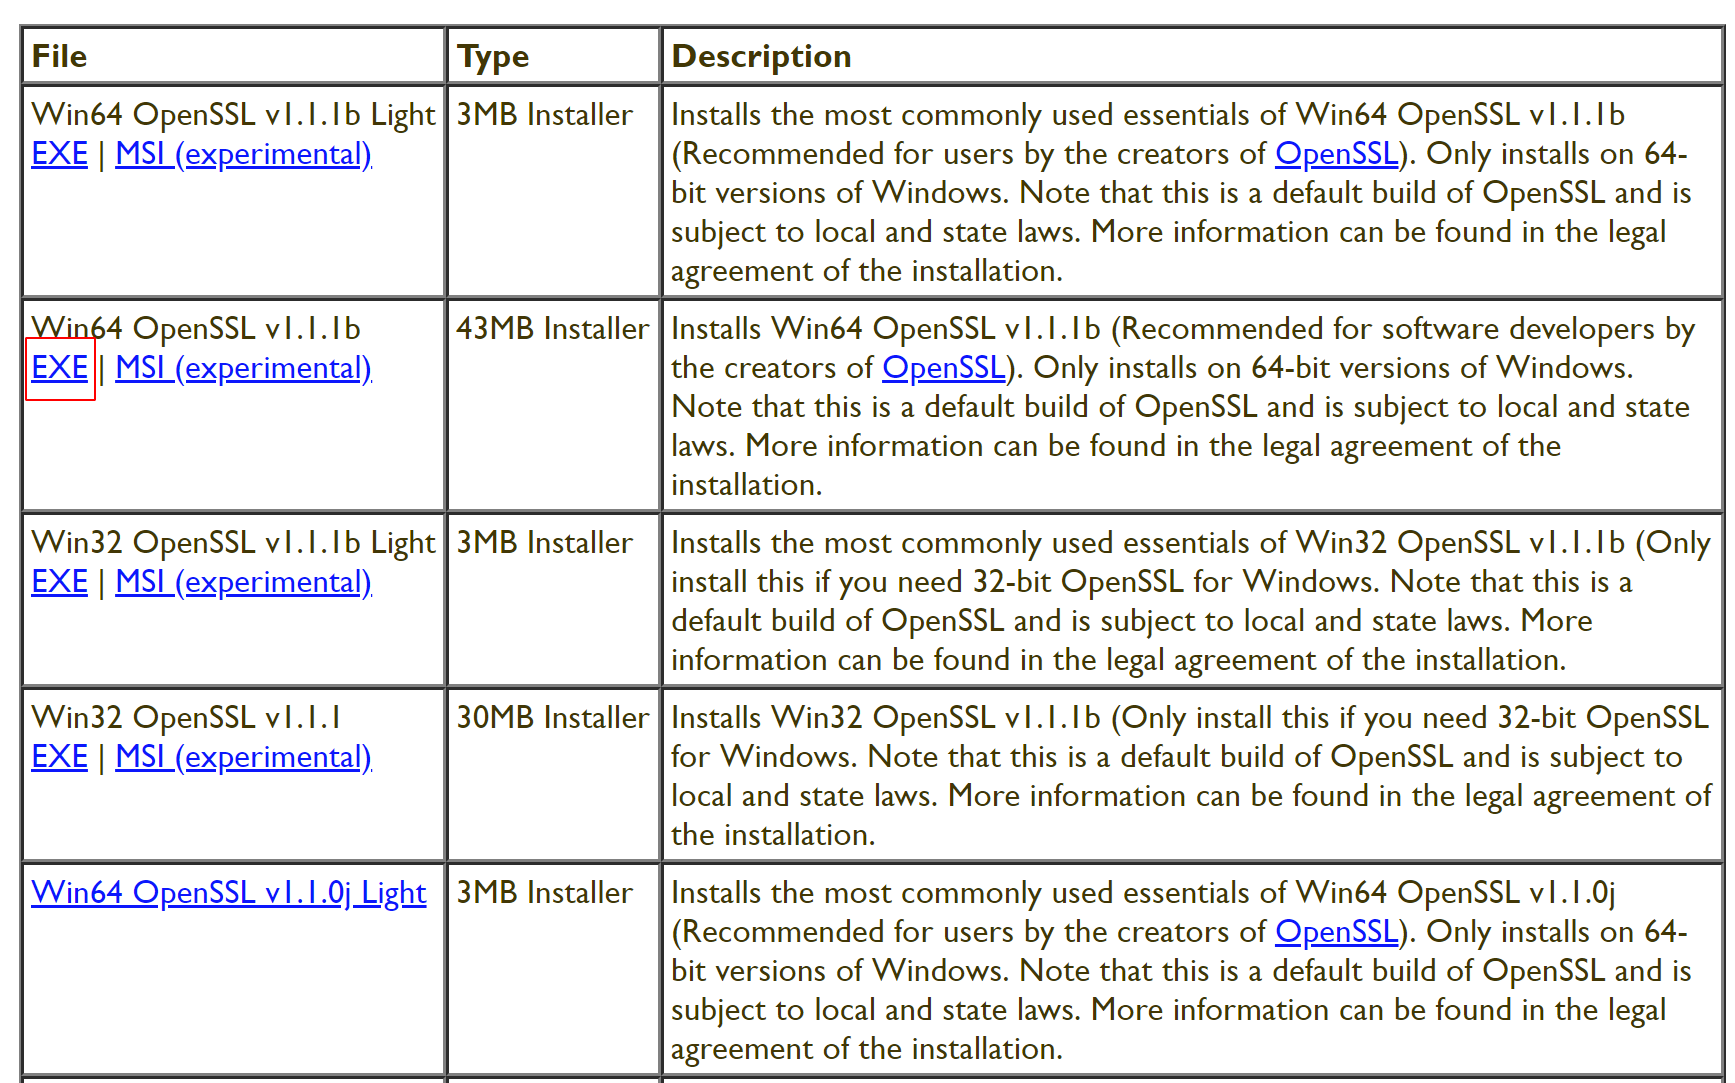 File Type Description
Win64 OpenSSL v1.1.1b Light 3MB Installer Installs the most commonly used essentials of Win64 OpenSSL v1.1.1b
EXE | MSI (experimental) (Recommended for users by the creators of OpenSSL). Only installs on 64-
bit versions of Windows. Note that this is a default build of OpenSSL and is
subject to local and state laws. More information can be found in the legal
agreement of the installation.
Win64 OpenSSL v1.1.1b 43MB Installer Installs Win64 OpenSSL v1.1.1b (Recommended for software developers by
EXE | MSI (experimental) the creators of OpenSSL). Only installs on 64-bit versions of Windows.
Note that this is a default build of OpenSSL and is subject to local and state
laws. More information can be found in the legal agreement of the
installation.
Win32 OpenSSL v1.1.1b Light 3MB Installer Installs the most commonly used essentials of Win32 OpenSSL v1.1.1b (Only
EXE | MSI (experimental) install this if you need 32-bit OpenSSL for Windows. Note that this is a
default build of OpenSSL and is subject to local and state laws. More
information can be found in the legal agreement of the installation.
Win32 OpenSSL v1.1.1 30MB Installer Installs Win32 OpenSSL v1.1.1b (Only install this if you need 32-bit OpenSSL
EXE | MSI (experimental) for Windows. Note that this is a default build of OpenSSL and is subject to
local and state laws. More information can be found in the legal agreement of
the installation.
Win64 OpenSSL v1.1.0j Light 3MB Installer Installs the most commonly used essentials of Win64 OpenSSL v1.1.0j
(Recommended for users by the creators of OpenSSL). Only installs on 64-
bit versions of Windows. Note that this is a default build of OpenSSL and is
subject to local and state laws. More information can be found in the legal
agreement of the installation.